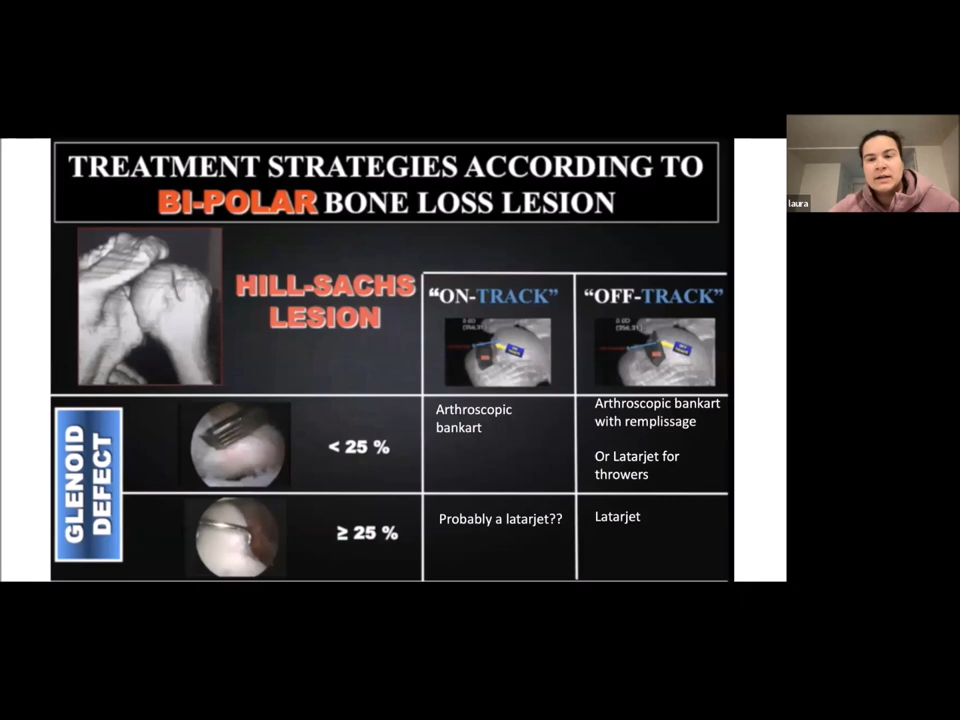 TREATMENT STRATEGIES ACCORDING TO
BI-POLAR BONE LOSS LESION
HILL-SACHS
LESION
“ON-TRACK”
“OFF-TRACK”
GLENOID
DEFECT
< 25 %
Arthroscopic
bankart
Arthroscopic bankart
with remplissage
Or Latarjet for
throwers
≥ 25 %
Probably a latarjet??
Latarjet
laura